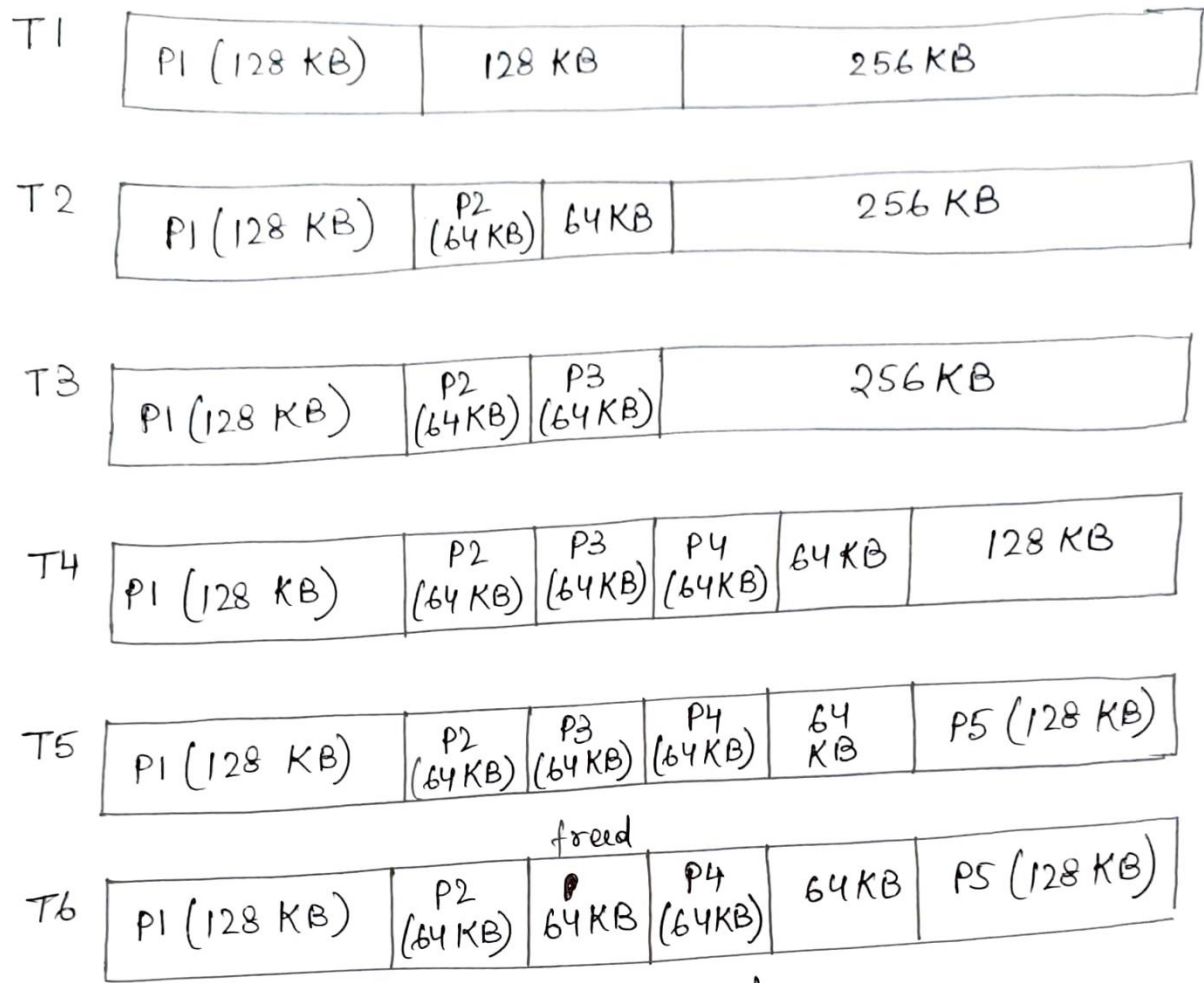 T1 P1 (128 KB) 128 KB 256 KB
T2 P1 (128 KB) P2 (64 KB) 64 KB 256 KB
T3 P1 (128 KB) P2 (64 KB) P3 (64 KB) 256 KB
T4 P1 (128 KB) P2 (64 KB) P3 (64 KB) P4 (64 KB) 64 KB 128 KB
T5 P1 (128 KB) P2 (64 KB) P3 (64 KB) P4 (64 KB) 64 KB P5 (128 KB)
freed
T6 P1 (128 KB) P2 (64 KB) 64 KB P4 (64 KB) 64 KB P5 (128 KB)